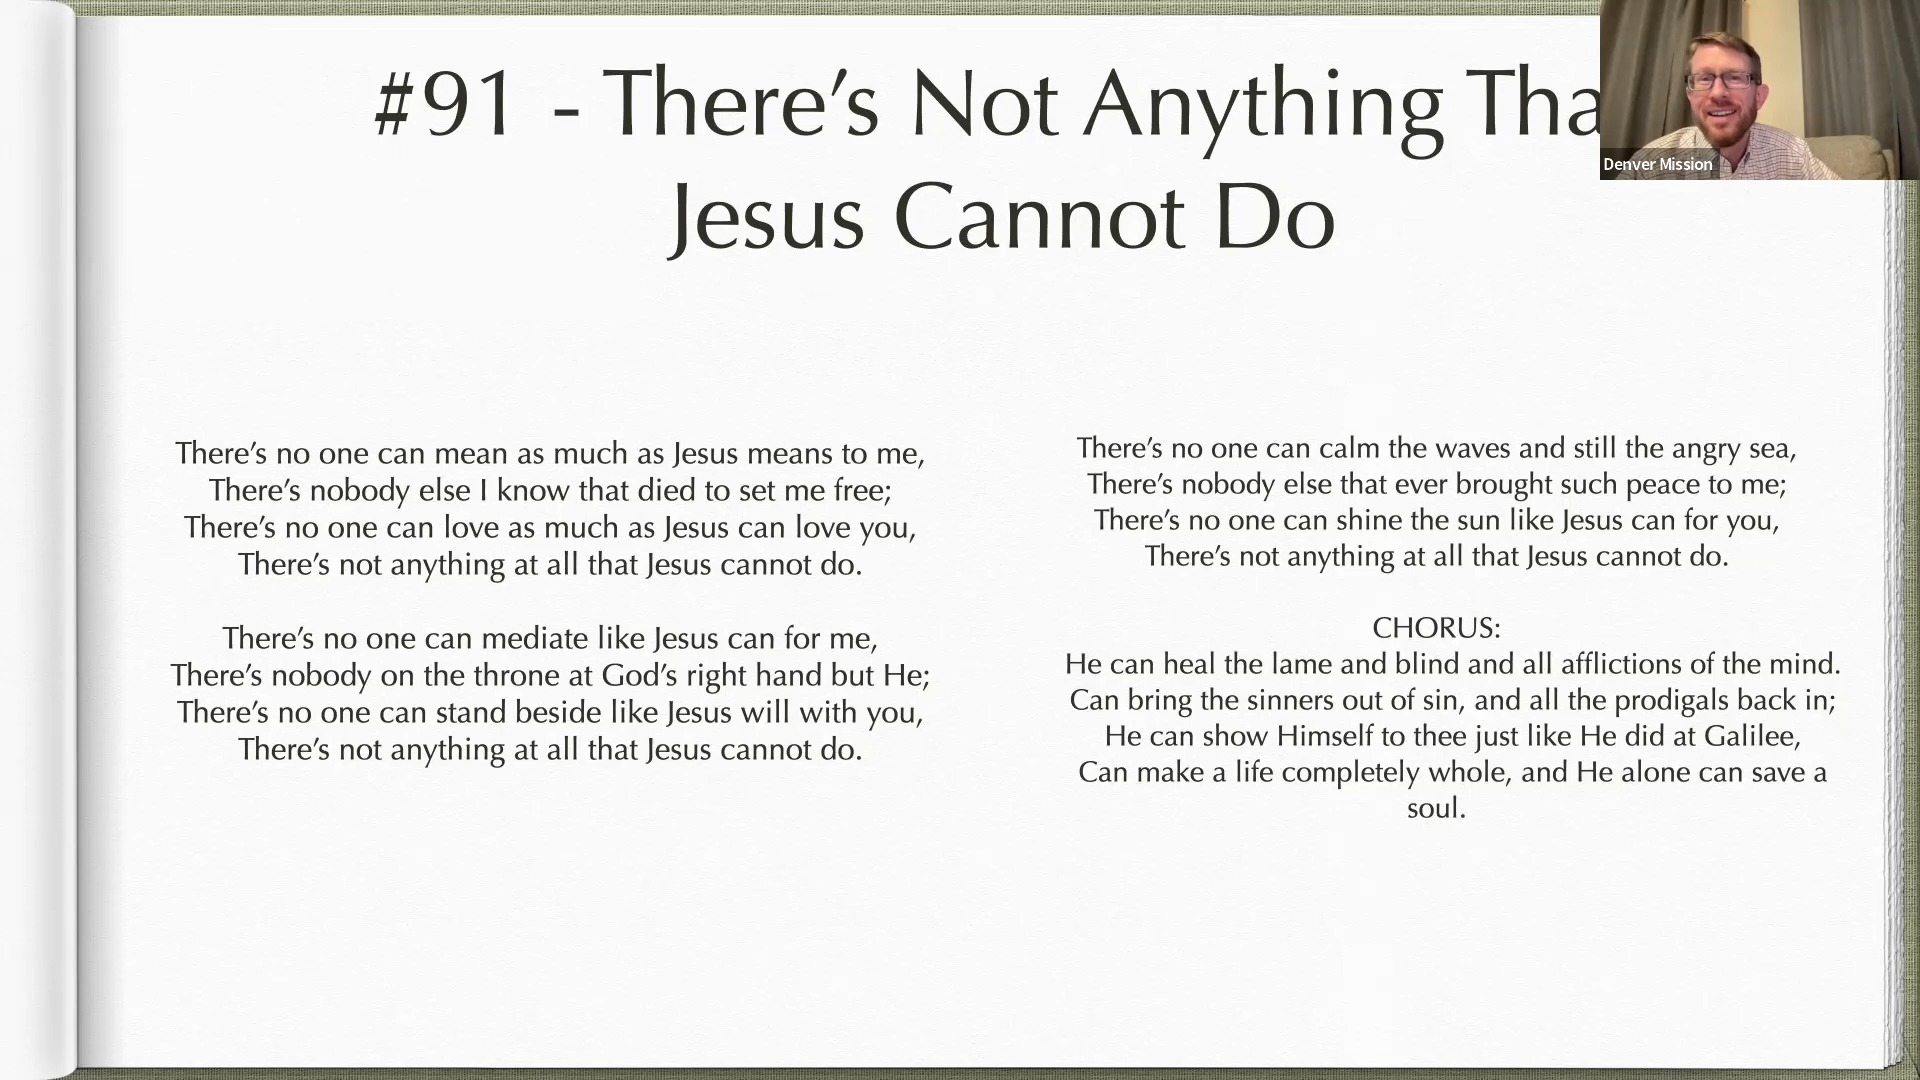 #91 - There’s Not Anything Tha
Jesus Cannot Do
Denver Mission
There’s no one can mean as much as Jesus means to me,
There’s nobody else I know that died to set me free;
There’s no one can love as much as Jesus can love you,
There’s not anything at all that Jesus cannot do.
There’s no one can mediate like Jesus can for me,
There’s nobody on the throne at God’s right hand but He;
There’s no one can stand beside like Jesus will with you,
There’s not anything at all that Jesus cannot do.
There’s no one can calm the waves and still the angry sea,
There’s nobody else that ever brought such peace to me;
There’s no one can shine the sun like Jesus can for you,
There’s not anything at all that Jesus cannot do.
CHORUS:
He can heal the lame and blind and all afflictions of the mind.
Can bring the sinners out of sin, and all the prodigals back in;
He can show Himself to thee just like He did at Galilee,
Can make a life completely whole, and He alone can save a
soul.